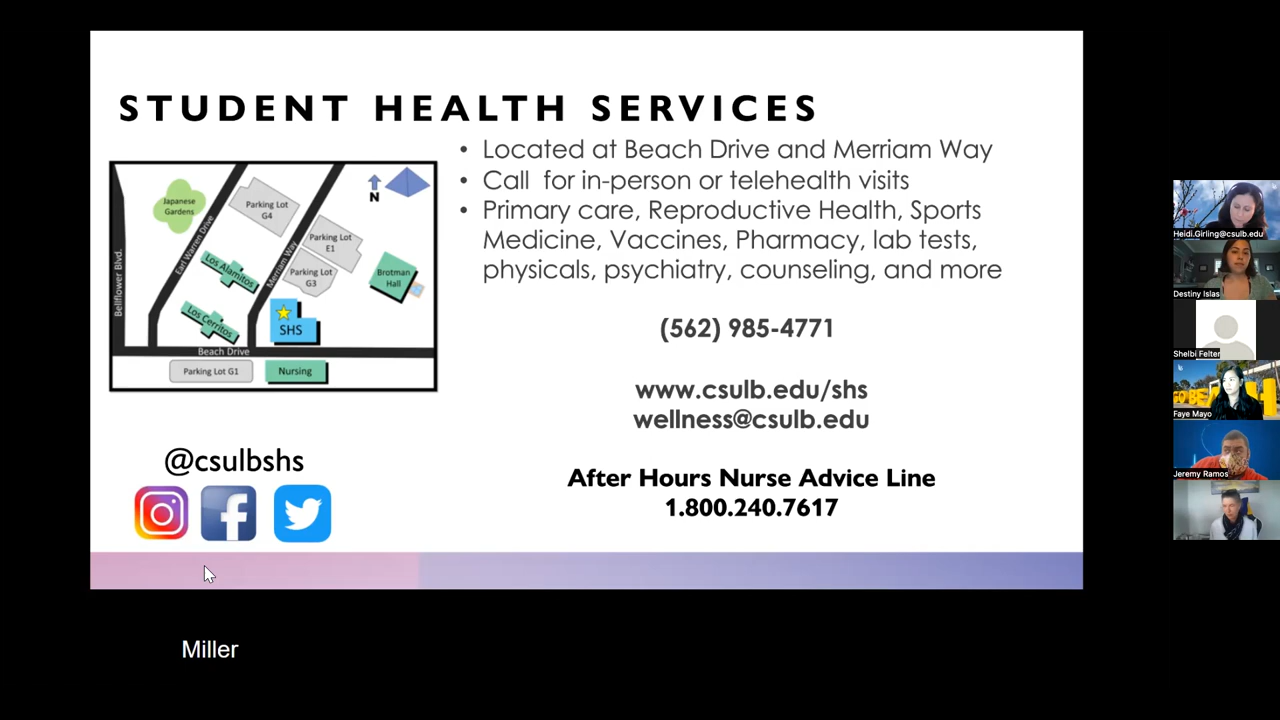 STUDENT HEALTH SERVICES
• Located at Beach Drive and Merriam Way
• Call for in-person or telehealth visits
• Primary care, Reproductive Health, Sports
Medicine, Vaccines, Pharmacy, lab tests,
physicals, psychiatry, counseling, and more
(562) 985-4771
www.csulb.edu/shs
wellness@csulb.edu
After Hours Nurse Advice Line
1.800.240.7617
Japanese
Gardens
Parking Lot
G4
N
Bellflower Blvd.
Earl Warren Drive
Merriam Way
Parking Lot
E1
Los Alamitos
Parking Lot
G3
Brotman
Hall
Los Cerritos
SHS
Beach Drive
Parking Lot G1
Nursing
@csulbshs
Heidi.Girling@csulb.edu
Destiny Islas
Shelbi Felter
GO BEACH
Faye Mayo
Jeremy Ramos
Miller